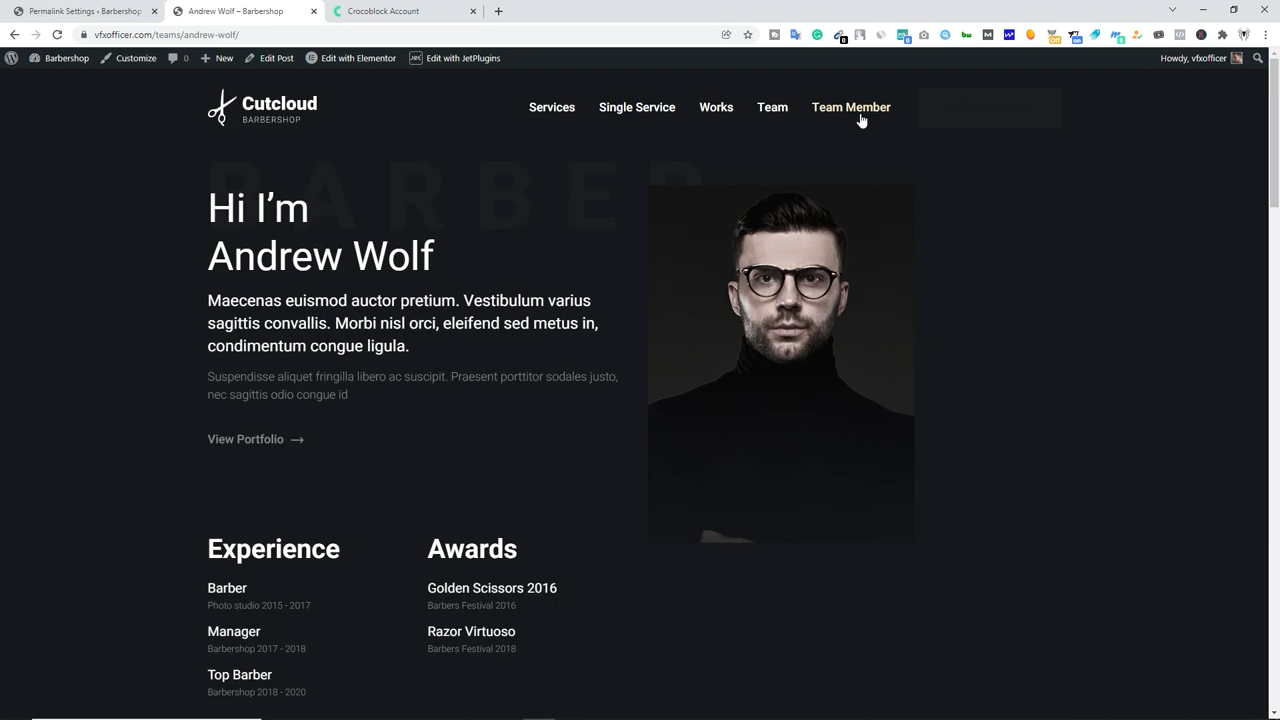 Permalink Settings ‹ Barbershop
Andrew Wolf – Barbershop
Crocoblock Account
vfxofficer.com/teams/andrew-wolf/
Barbershop
Customize
0
New
Edit Post
Edit with Elementor
Edit with JetPlugins
Howdy, vfxofficer
Cutcloud
BARBERSHOP
Services
Single Service
Works
Team
Team Member
BARBER
Hi I’m
Andrew Wolf
Maecenas euismod auctor pretium. Vestibulum varius
sagittis convallis. Morbi nisl orci, eleifend sed metus in,
condimentum congue ligula.
Suspendisse aliquet fringilla libero ac suscipit. Praesent porttitor sodales justo,
nec sagittis odio congue id
View Portfolio →
Experience
Awards
Barber
Photo studio 2015 - 2017
Golden Scissors 2016
Barbers Festival 2016
Manager
Barbershop 2017 - 2018
Razor Virtuoso
Barbers Festival 2018
Top Barber
Barbershop 2018 - 2020